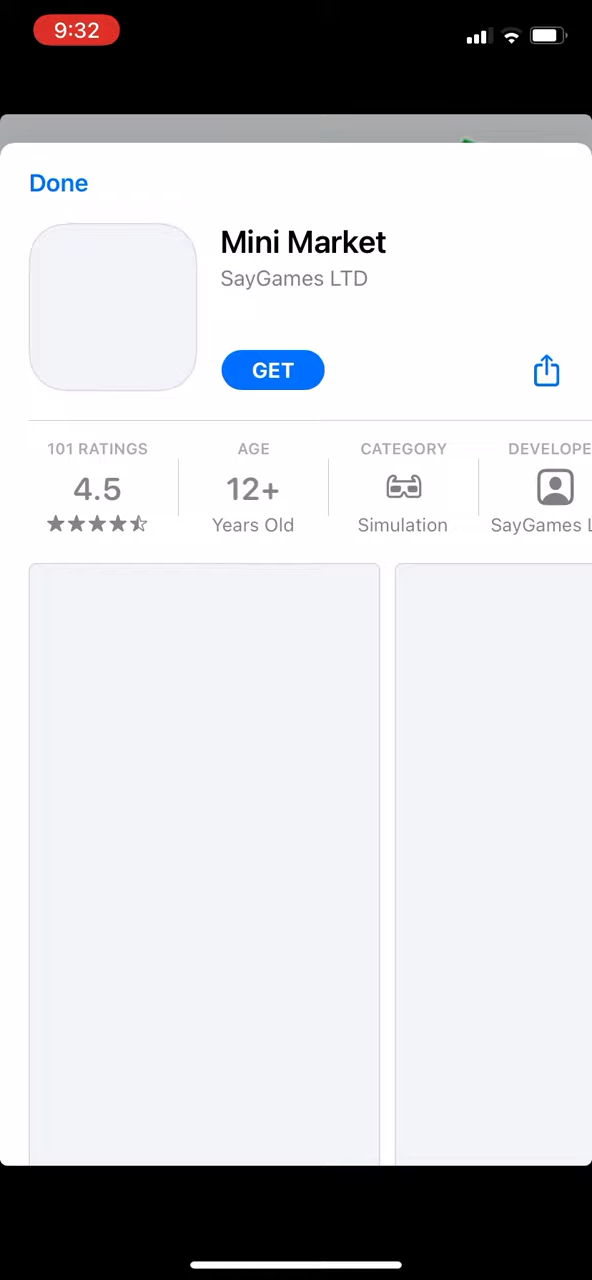 9:32
Done
Mini Market
SayGames LTD
GET
101 RATINGS
AGE
CATEGORY
DEVELOPE
4.5
12+
Years Old
Simulation
SayGames L